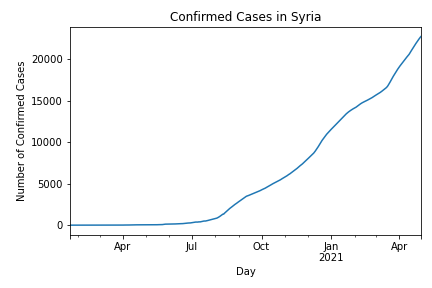 Confirmed Cases in Syria
Number of Confirmed Cases
20000
15000
10000
5000
0
Apr Jul Oct Jan Apr
2021
Day